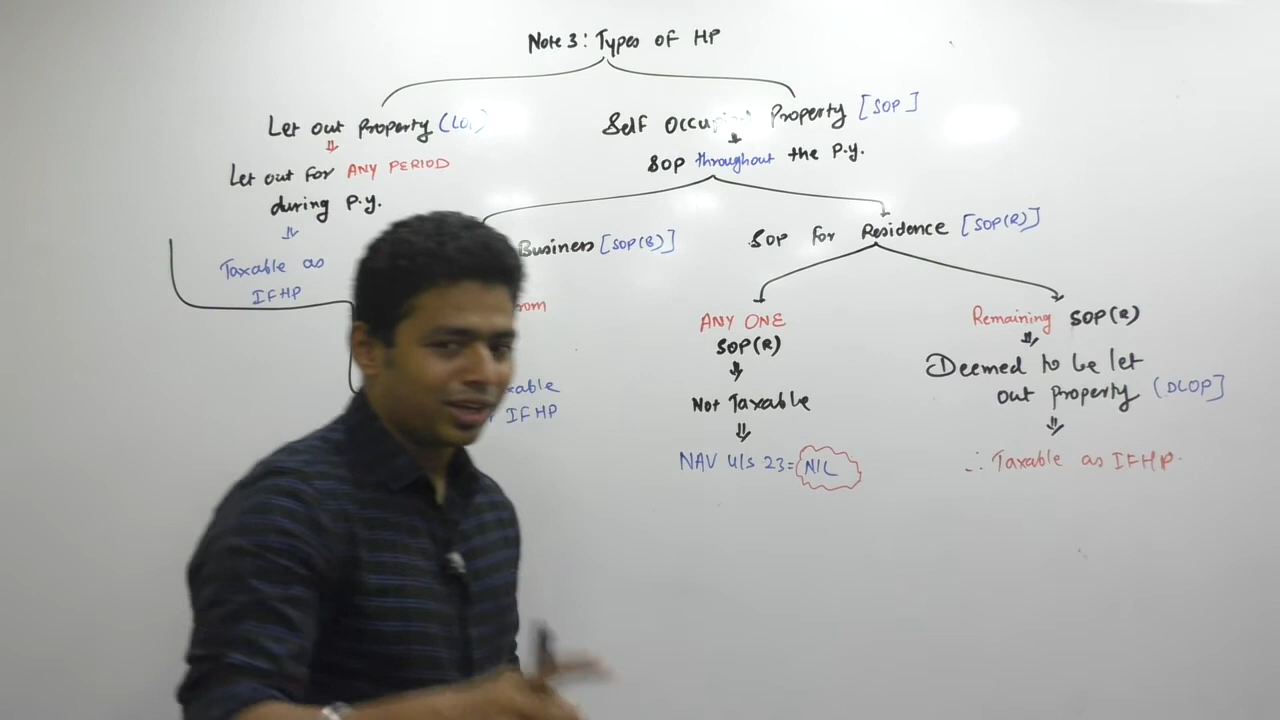 Note 3: Types of HP
Let out Property
Let out for ANY PERIOD
during P.y.
Taxable as
IFHP
Self Property [SOP]
SOP throughout the P.y.
Business [SOP(B)]
IFHP
SOP for Residence [SOP(R)]
ANY ONE
SOP(R)
Not Taxable
NAV u/s 23= NIL
Remaining SOP(R)
Deemed to be let
out property (DLOP]
∴ Taxable as IFHP.